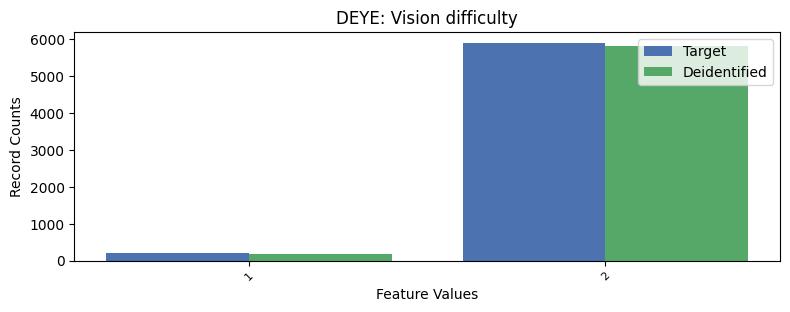 DEYE: Vision difficulty
Target
Deidentified
Record Counts
6000
5000
4000
3000
2000
1000
0
1
2
Feature Values